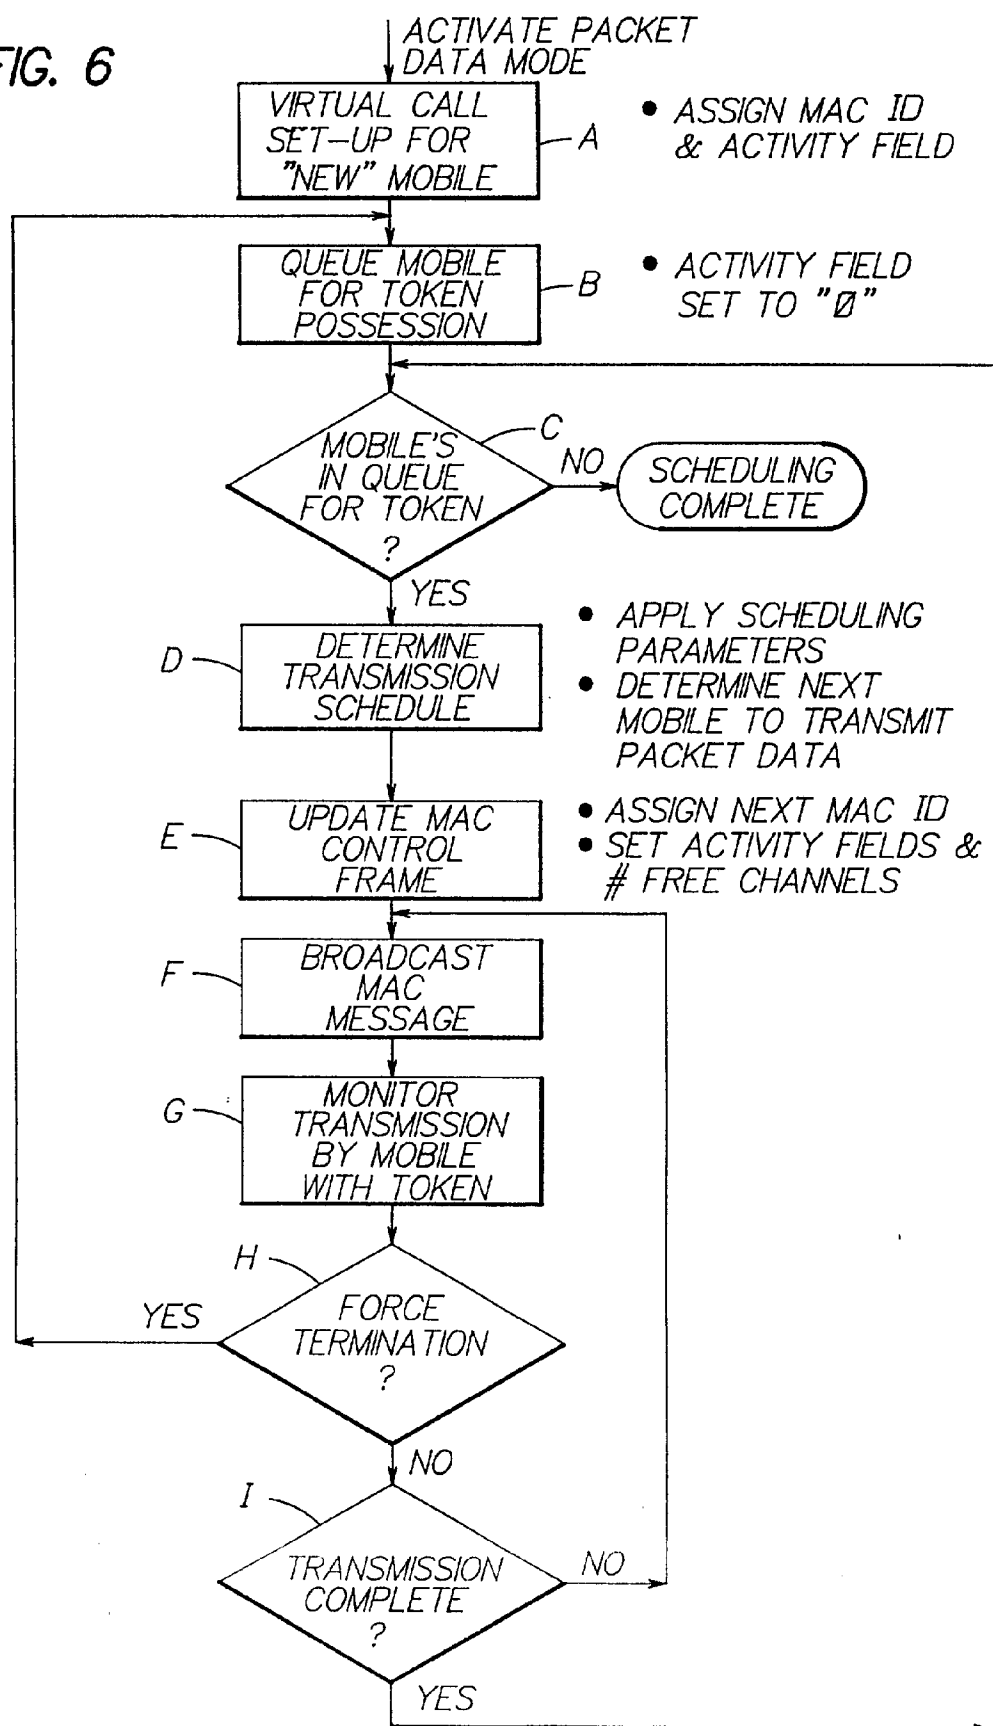 FIG. 6
ACTIVATE PACKET
DATA MODE
VIRTUAL CALL
SET-UP FOR
"NEW" MOBILE
A
• ASSIGN MAC ID
& ACTIVITY FIELD
QUEUE MOBILE
FOR TOKEN
POSSESSION
B
• ACTIVITY FIELD
SET TO "0"
MOBILE'S
IN QUEUE
FOR TOKEN
?
C
NO
SCHEDULING
COMPLETE
YES
D
DETERMINE
TRANSMISSION
SCHEDULE
• APPLY SCHEDULING
PARAMETERS
• DETERMINE NEXT
MOBILE TO TRANSMIT
PACKET DATA
E
UPDATE MAC
CONTROL
FRAME
• ASSIGN NEXT MAC ID
• SET ACTIVITY FIELDS &
# FREE CHANNELS
F
BROADCAST
MAC
MESSAGE
G
MONITOR
TRANSMISSION
BY MOBILE
WITH TOKEN
H
YES
FORCE
TERMINATION
?
NO
I
TRANSMISSION
COMPLETE
?
NO
YES